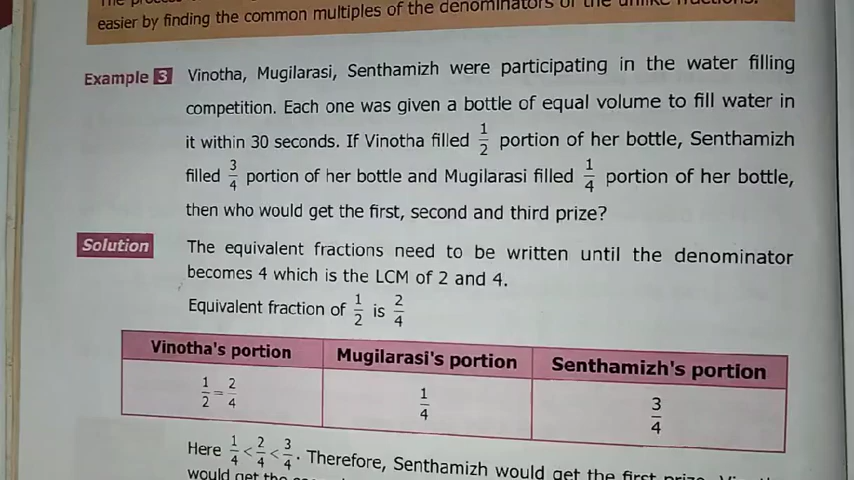 easier by finding the common multiples of the denominators of the unlike fractions.
Example 3 Vinotha, Mugilarasi, Senthamizh were participating in the water filling
competition. Each one was given a bottle of equal volume to fill water in
it within 30 seconds. If Vinotha filled 1/2 portion of her bottle, Senthamizh
filled 3/4 portion of her bottle and Mugilarasi filled 1/4 portion of her bottle,
then who would get the first, second and third prize?
Solution The equivalent fractions need to be written until the denominator
becomes 4 which is the LCM of 2 and 4.
Equivalent fraction of 1/2 is 2/4
Vinotha's portion Mugilarasi's portion Senthamizh's portion
1/2 = 2/4 1/4 3/4
Here 1/4 < 2/4 < 3/4. Therefore, Senthamizh would get the first prize,
would get the